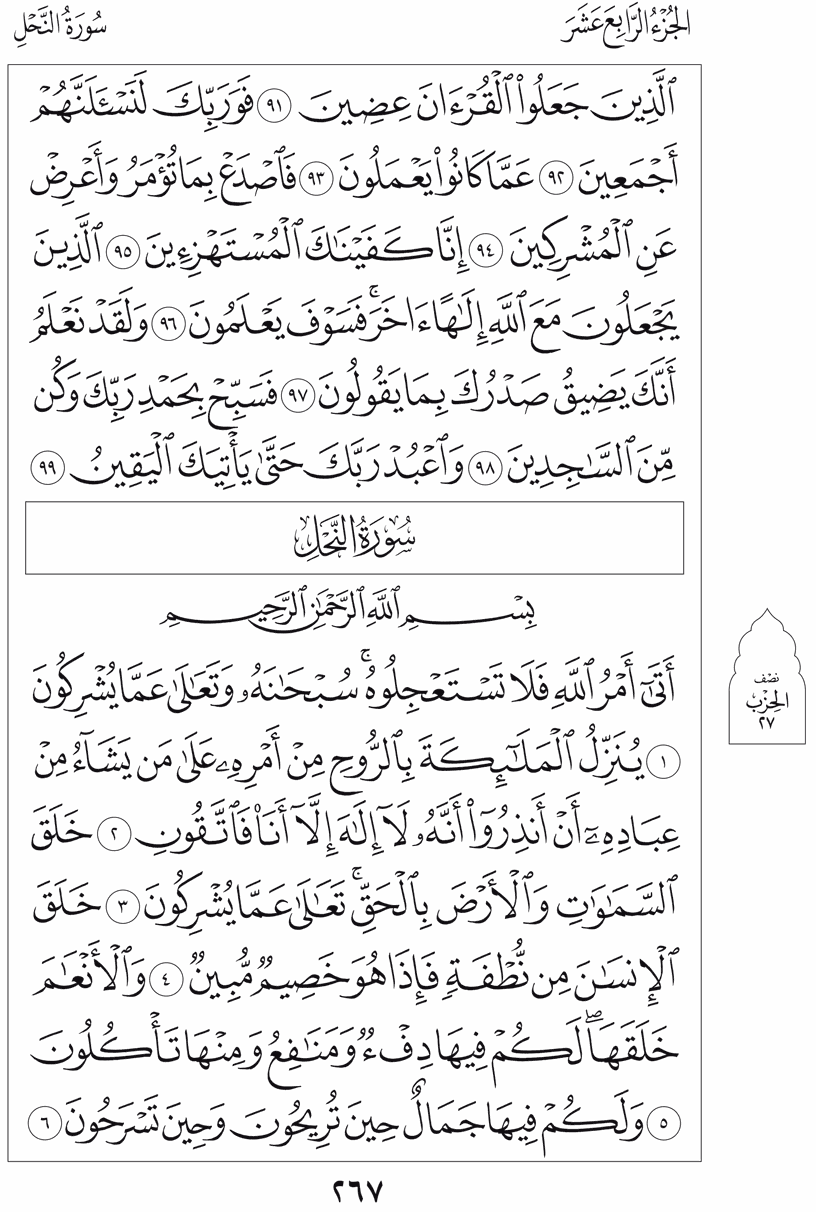 الجُزْءُ الرَّابِعَ عَشَرَ
سُورَةُ النَّحْلِ
ٱلَّذِينَ جَعَلُوا۟ ٱلْقُرْءَانَ عِضِينَ ٩١ فَوَرَبِّكَ لَنَسْـَٔلَنَّهُمْ
أَجْمَعِينَ ٩٢ عَمَّا كَانُوا۟ يَعْمَلُونَ ٩٣ فَٱصْدَعْ بِمَا تُؤْمَرُ وَأَعْرِضْ
عَنِ ٱلْمُشْرِكِينَ ٩٤ إِنَّا كَفَيْنَٰكَ ٱلْمُسْتَهْزِءِينَ ٩٥ ٱلَّذِينَ
يَجْعَلُونَ مَعَ ٱللَّهِ إِلَٰهًا ءَاخَرَ ۚ فَسَوْفَ يَعْلَمُونَ ٩٦ وَلَقَدْ نَعْلَمُ
أَنَّكَ يَضِيقُ صَدْرُكَ بِمَا يَقُولُونَ ٩٧ فَسَبِّحْ بِحَمْدِ رَبِّكَ وَكُن
مِّنَ ٱلسَّٰجِدِينَ ٩٨ وَٱعْبُدْ رَبَّكَ حَتَّىٰ يَأْتِيَكَ ٱلْيَقِينُ ٩٩
سُورَةُ النَّحْلِ
بِسْمِ ٱللَّهِ ٱلرَّحْمَٰنِ ٱلرَّحِيمِ
أَتَىٰٓ أَمْرُ ٱللَّهِ فَلَا تَسْتَعْجِلُوهُ ۚ سُبْحَٰنَهُۥ وَتَعَٰلَىٰ عَمَّا يُشْرِكُونَ
١ يُنَزِّلُ ٱلْمَلَٰٓئِكَةَ بِٱلرُّوحِ مِنْ أَمْرِهِۦ عَلَىٰ مَن يَشَآءُ مِنْ
عِبَادِهِۦٓ أَنْ أَنذِرُوٓا۟ أَنَّهُۥ لَآ إِلَٰهَ إِلَّآ أَنَا۠ فَٱتَّقُونِ ٢ خَلَقَ
ٱلسَّمَٰوَٰتِ وَٱلْأَرْضَ بِٱلْحَقِّ ۚ تَعَٰلَىٰ عَمَّا يُشْرِكُونَ ٣ خَلَقَ
ٱلْإِنسَٰنَ مِن نُّطْفَةٍ فَإِذَا هُوَ خَصِيمٌ مُّبِينٌ ٤ وَٱلْأَنْعَٰمَ
خَلَقَهَا ۗ لَكُمْ فِيهَا دِفْءٌ وَمَنَٰفِعُ وَمِنْهَا تَأْكُلُونَ
٥ وَلَكُمْ فِيهَا جَمَالٌ حِينَ تُرِيحُونَ وَحِينَ تَسْرَحُونَ ٦
نصْف
الحِزْب
٢٧
٢٦٧